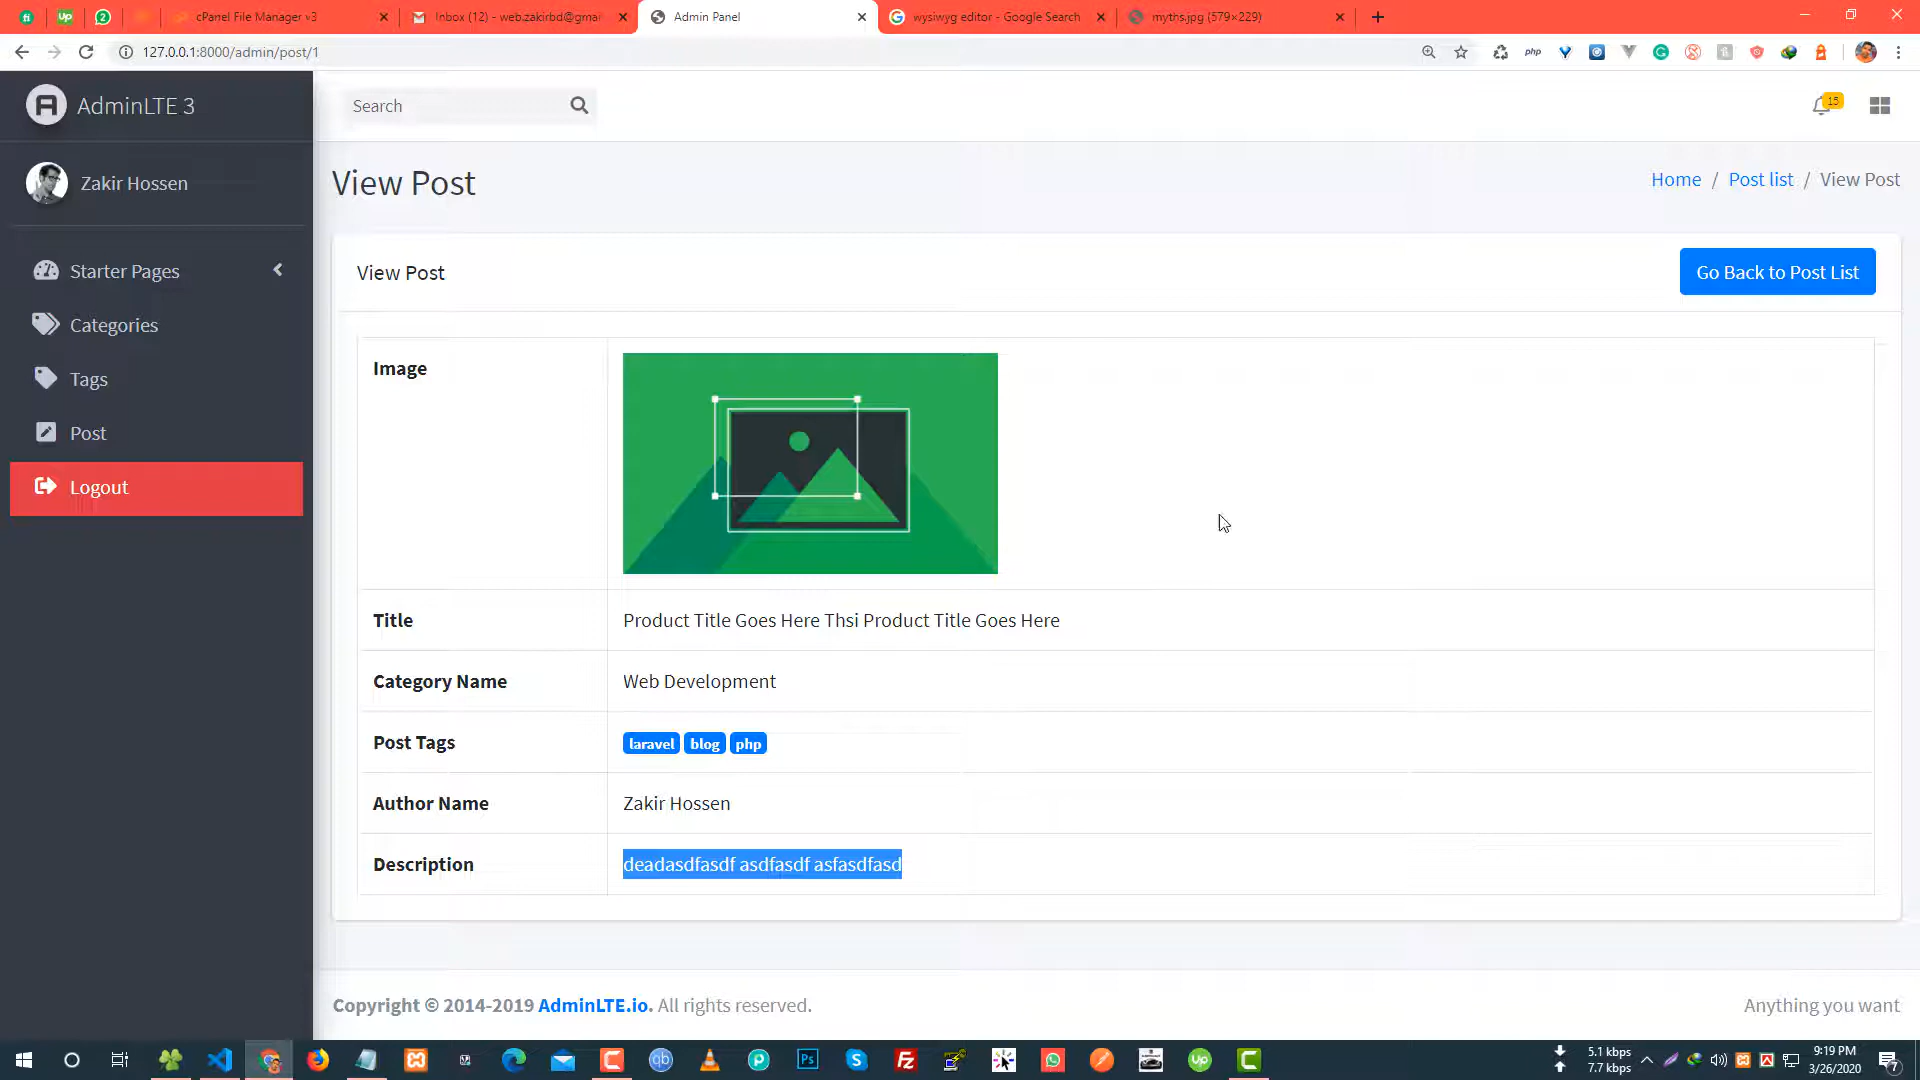 cPanel File Manager v3
Inbox (12) - web.zakirbd@gmai
Admin Panel
wysiwyg editor - Google Search
myths.jpg (579×229)
127.0.0.1:8000/admin/post/1
php
AdminLTE 3
Search
15
Zakir Hossen
View Post
Home / Post list / View Post
Starter Pages
Categories
Tags
Post
Logout
View Post
Go Back to Post List
Image
Title
Product Title Goes Here Thsi Product Title Goes Here
Category Name
Web Development
Post Tags
laravel blog php
Author Name
Zakir Hossen
Description
deadasdfasdf asdfasdf asfasdfasd
Copyright © 2014-2019 AdminLTE.io. All rights reserved.
Anything you want
5.1 kbps
7.7 kbps
9:19 PM
3/26/2020